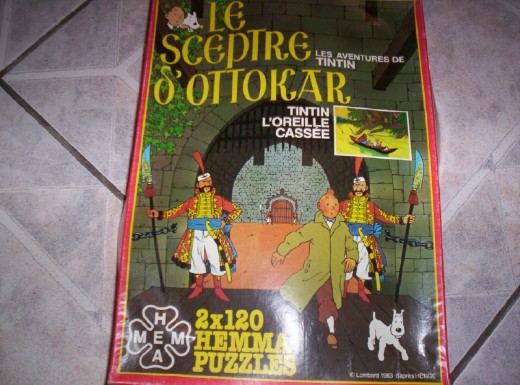 LE
SCEPTRE
D'OTTOKAR
LES AVENTURES DE
TINTIN
TINTIN
L'OREILLE
CASSÉE
HEMMA
2x120
HEMMA
PUZZLES
© Lombard 1983 d'après HERGÉ